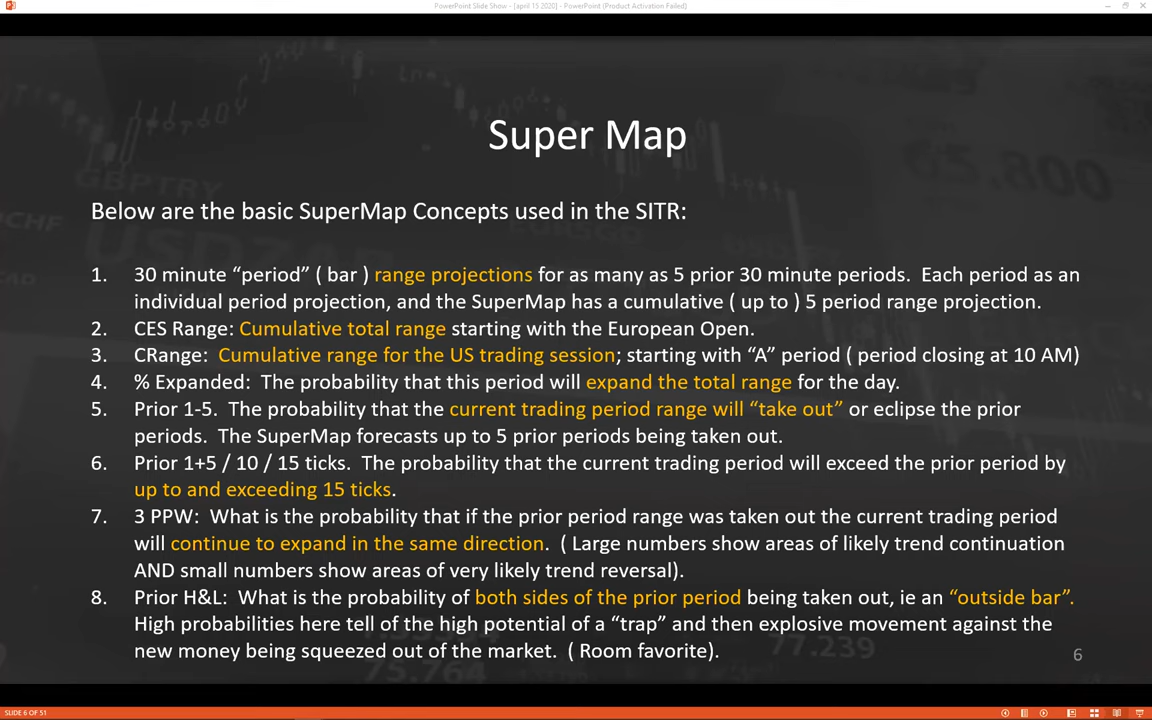 PowerPoint Slide Show - [april 15 2020] - PowerPoint (Product Activation Failed)
Super Map
Below are the basic SuperMap Concepts used in the SITR:
1. 30 minute “period” ( bar ) range projections for as many as 5 prior 30 minute periods. Each period as an
individual period projection, and the SuperMap has a cumulative ( up to ) 5 period range projection.
2. CES Range: Cumulative total range starting with the European Open.
3. CRange: Cumulative range for the US trading session; starting with “A” period ( period closing at 10 AM)
4. % Expanded: The probability that this period will expand the total range for the day.
5. Prior 1-5. The probability that the current trading period range will “take out” or eclipse the prior
periods. The SuperMap forecasts up to 5 prior periods being taken out.
6. Prior 1+5 / 10 / 15 ticks. The probability that the current trading period will exceed the prior period by
up to and exceeding 15 ticks.
7. 3 PPW: What is the probability that if the prior period range was taken out the current trading period
will continue to expand in the same direction. ( Large numbers show areas of likely trend continuation
AND small numbers show areas of very likely trend reversal).
8. Prior H&L: What is the probability of both sides of the prior period being taken out, ie an “outside bar”.
High probabilities here tell of the high potential of a “trap” and then explosive movement against the
new money being squeezed out of the market. ( Room favorite).
6
GBPTRY
USDZAR
77.239
75.764
SLIDE 6 OF 51